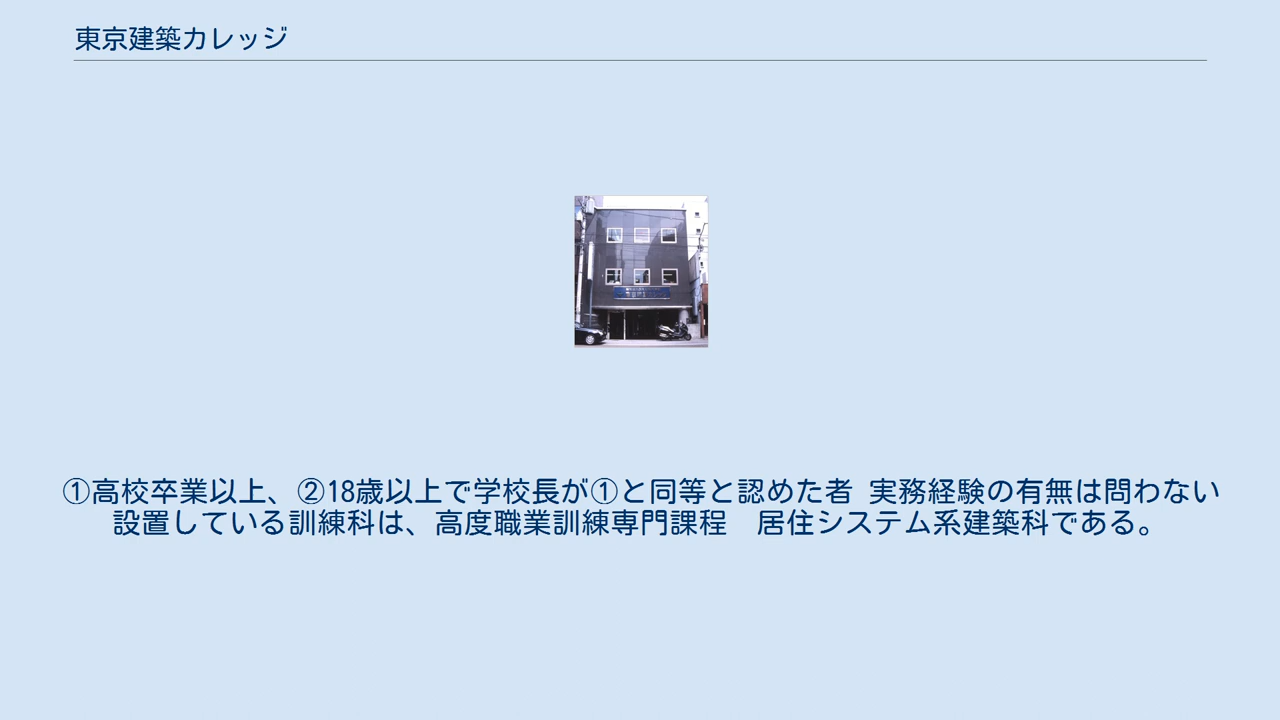 東京建築カレッジ
①高校卒業以上、②18歳以上で学校長が①と同等と認めた者 実務経験の有無は問わない
設置している訓練科は、高度職業訓練専門課程　居住システム系建築科である。